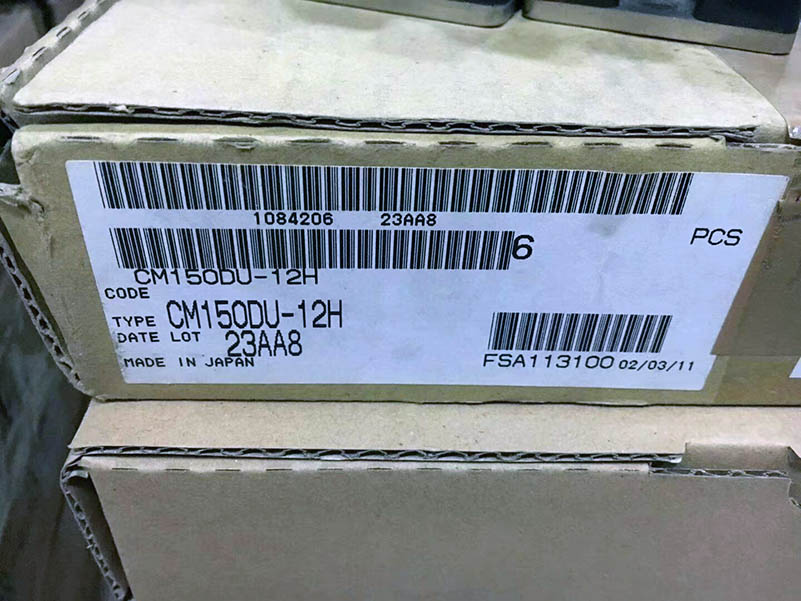 1084206 23AA8
6 PCS
CM150DU-12H
CODE
TYPE CM150DU-12H
DATE LOT 23AA8
MADE IN JAPAN
FSA113100 02/03/11